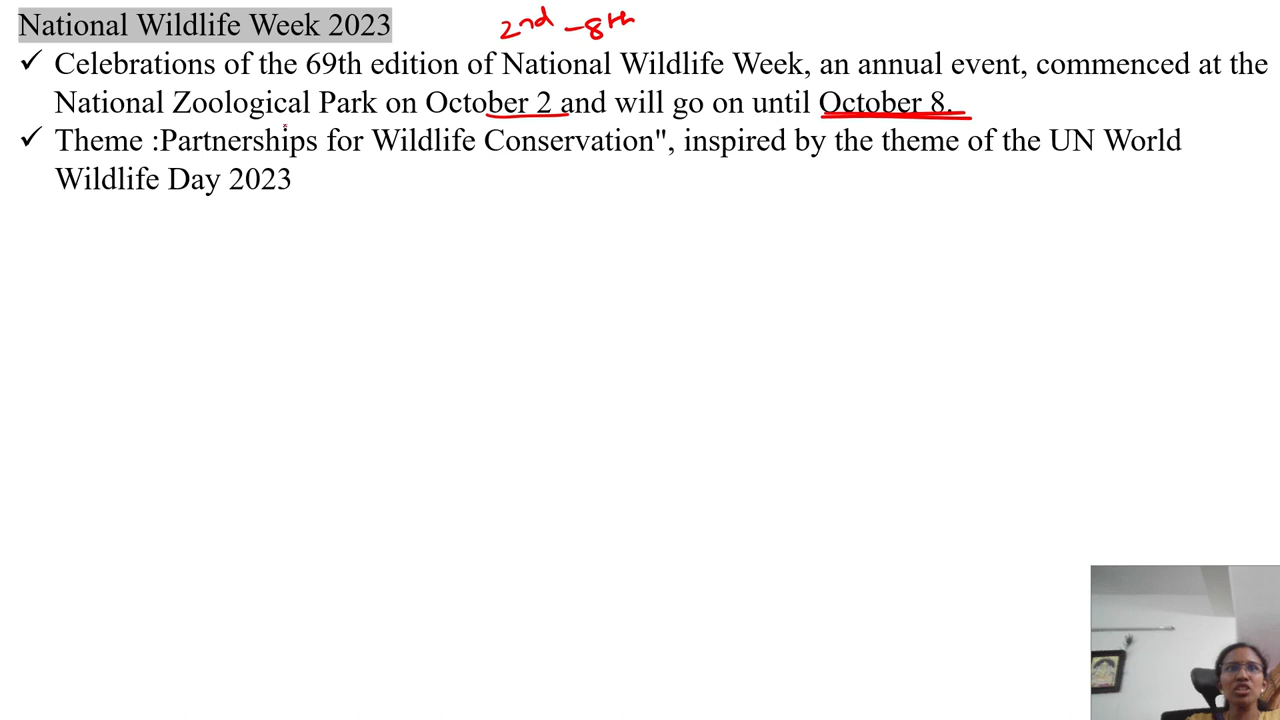 National Wildlife Week 2023
2nd - 8th
✓ Celebrations of the 69th edition of National Wildlife Week, an annual event, commenced at the
National Zoological Park on October 2 and will go on until October 8.
✓ Theme :Partnerships for Wildlife Conservation", inspired by the theme of the UN World
Wildlife Day 2023